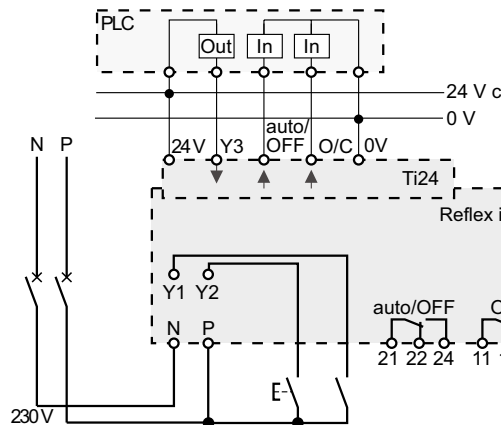 PLC
Out In In
24 V c
0 V
N P
auto/
24V Y3 OFF O/C 0V
Ti24
Reflex i
Y1 Y2
auto/OFF
N P
21 22 24 11
E
230V